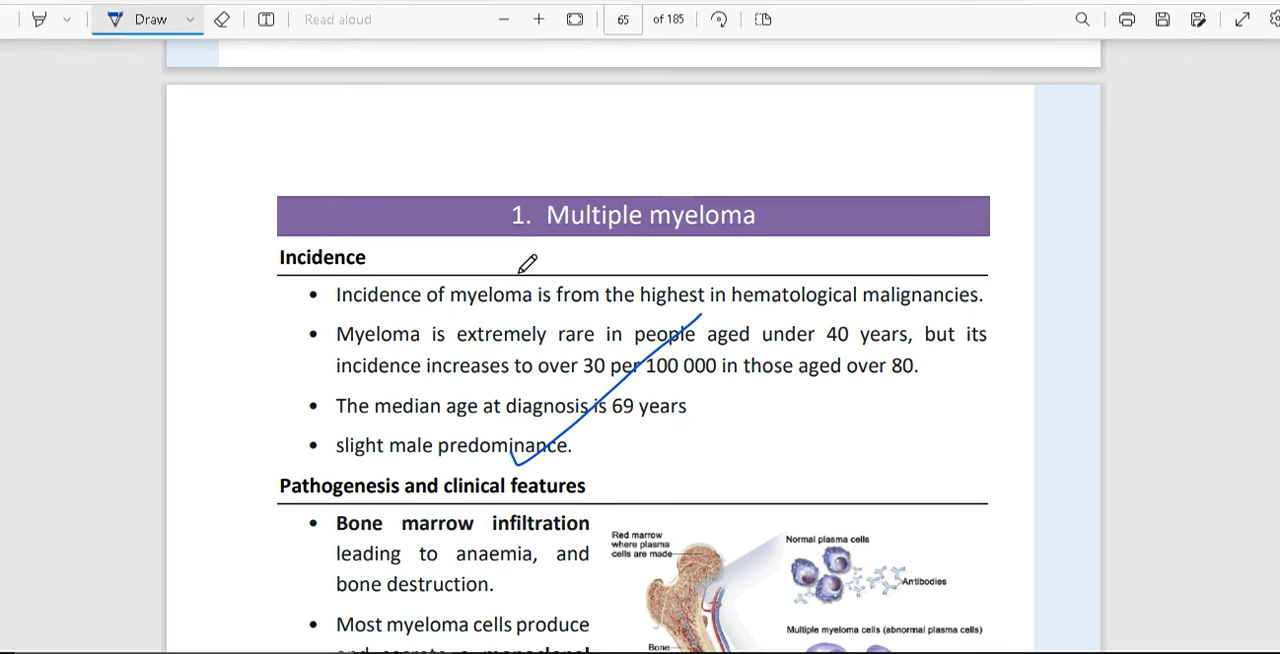 Draw
Read aloud
65 of 185
1. Multiple myeloma
Incidence
• Incidence of myeloma is from the highest in hematological malignancies.
• Myeloma is extremely rare in people aged under 40 years, but its
incidence increases to over 30 per 100 000 in those aged over 80.
• The median age at diagnosis is 69 years
• slight male predominance.
Pathogenesis and clinical features
• Bone marrow infiltration
leading to anaemia, and
bone destruction.
• Most myeloma cells produce
and secrete a monoclonal
Red marrow
where plasma
cells are made
Bone
Normal plasma cells
Antibodies
Multiple myeloma cells (abnormal plasma cells)